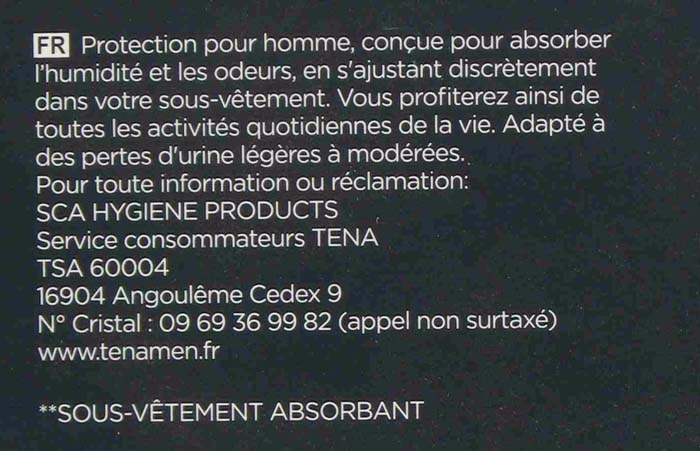 FR Protection pour homme, conçue pour absorber
l'humidité et les odeurs, en s'ajustant discrètement
dans votre sous-vêtement. Vous profiterez ainsi de
toutes les activités quotidiennes de la vie. Adapté à
des pertes d'urine légères à modérées.
Pour toute information ou réclamation:
SCA HYGIENE PRODUCTS
Service consommateurs TENA
TSA 60004
16904 Angoulême Cedex 9
N° Cristal : 09 69 36 99 82 (appel non surtaxé)
www.tenamen.fr
**SOUS-VÊTEMENT ABSORBANT